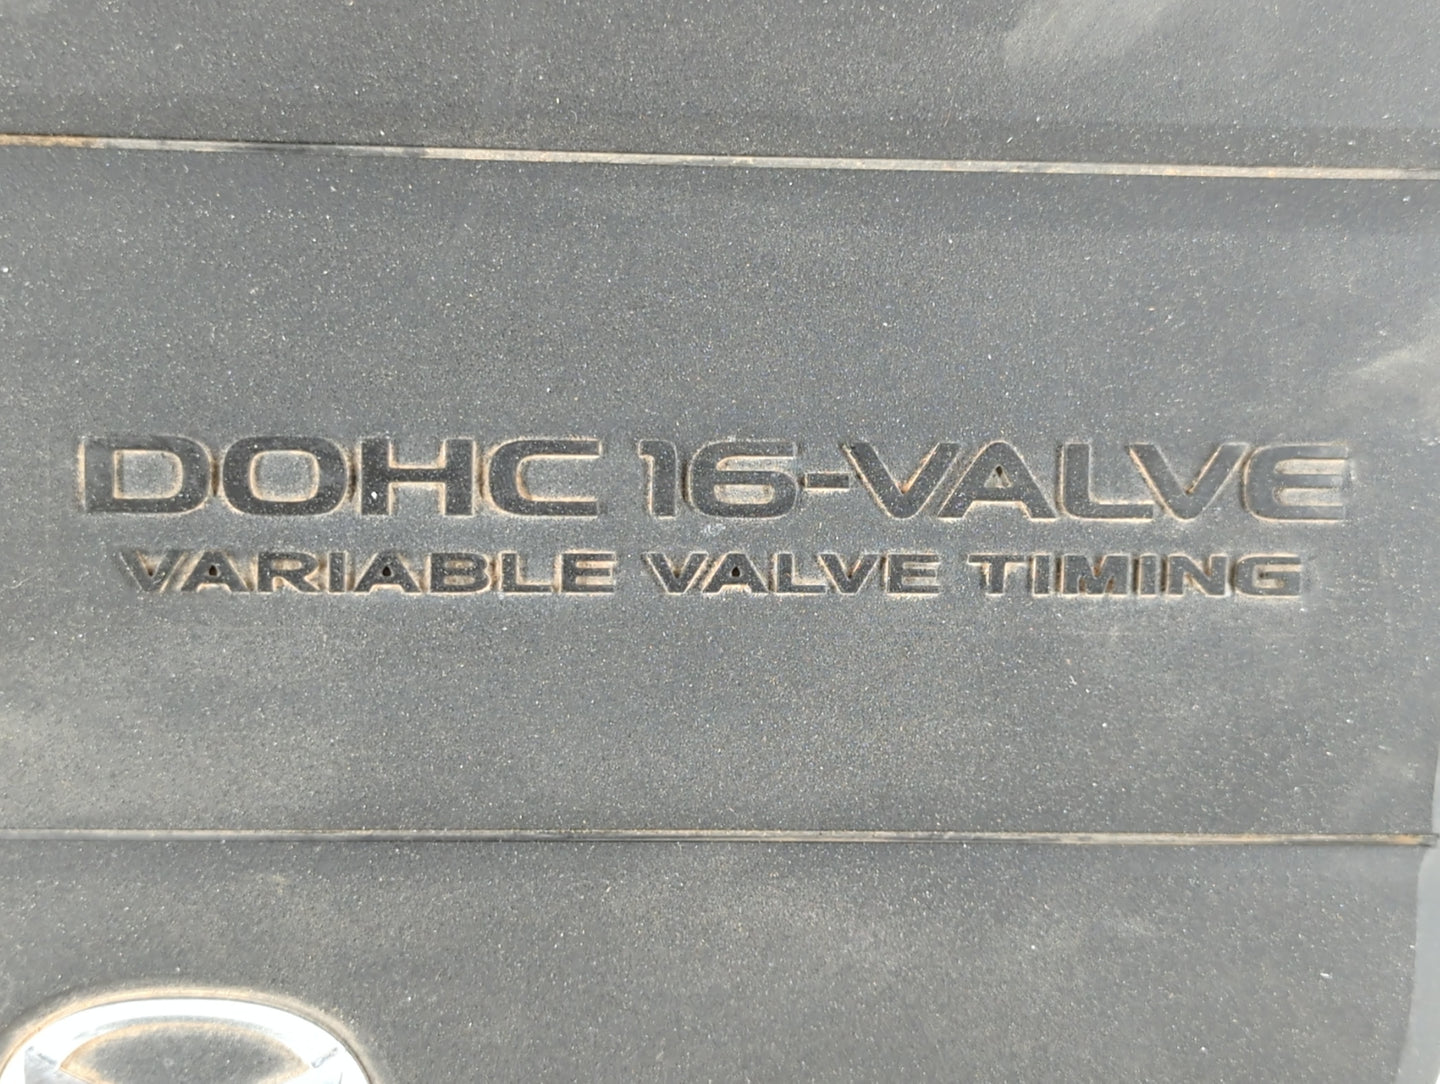 DOHC 16-VALVE
VARIABLE VALVE TIMING